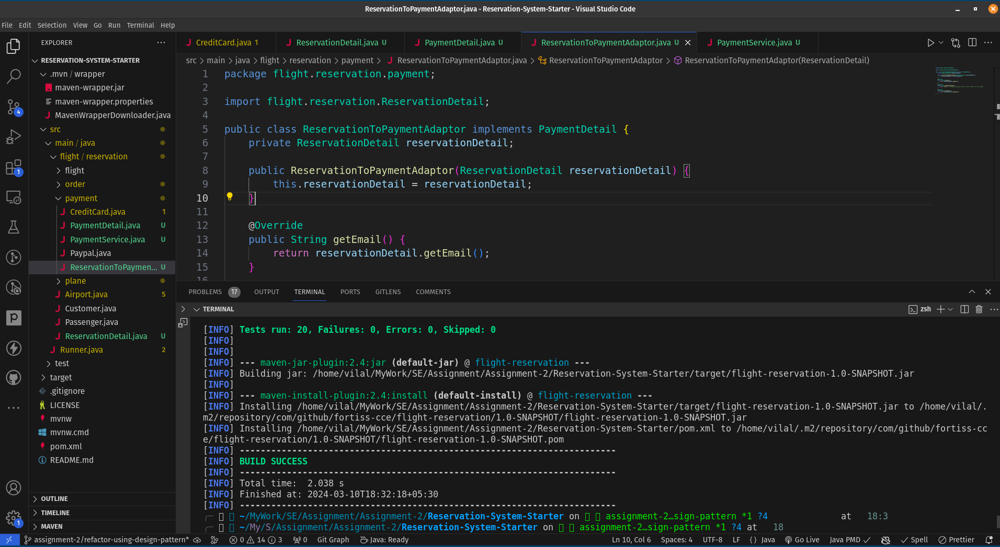 ReservationToPaymentAdaptor.java - Reservation-System-Starter - Visual Studio Code
File Edit Selection View Go Run Terminal Help
EXPLORER
RESERVATION-SYSTEM-STARTER
.mvn / wrapper
maven-wrapper.jar
maven-wrapper.properties
MavenWrapperDownloader.java
src
main / java
flight / reservation
flight
order
payment
CreditCard.java 1
PaymentDetail.java U
PaymentService.java U
Paypal.java
ReservationToPaymen... U
plane
Airport.java 5
Customer.java
Passenger.java
ReservationDetail.java U
Runner.java 2
test
target
.gitignore
LICENSE
mvnw
mvnw.cmd
pom.xml
README.md
OUTLINE
TIMELINE
MAVEN
4
1
1
CreditCard.java 1 ReservationDetail.java U PaymentDetail.java U ReservationToPaymentAdaptor.java U PaymentService.java U
src > main > java > flight > reservation > payment > ReservationToPaymentAdaptor.java > ReservationToPaymentAdaptor > ReservationToPaymentAdaptor(ReservationDetail)
1 package flight.reservation.payment;
2
3 import flight.reservation.ReservationDetail;
4
5 public class ReservationToPaymentAdaptor implements PaymentDetail {
6 private ReservationDetail reservationDetail;
7
8 public ReservationToPaymentAdaptor(ReservationDetail reservationDetail) {
9 this.reservationDetail = reservationDetail;
10 }
11
12 @Override
13 public String getEmail() {
14 return reservationDetail.getEmail();
15 }
16
PROBLEMS 17 OUTPUT TERMINAL PORTS GITLENS COMMENTS
TERMINAL zsh
[INFO] Tests run: 20, Failures: 0, Errors: 0, Skipped: 0
[INFO]
[INFO]
[INFO] --- maven-jar-plugin:2.4:jar (default-jar) @ flight-reservation ---
[INFO] Building jar: /home/vilal/MyWork/SE/Assignment/Assignment-2/Reservation-System-Starter/target/flight-reservation-1.0-SNAPSHOT.jar
[INFO]
[INFO] --- maven-install-plugin:2.4:install (default-install) @ flight-reservation ---
[INFO] Installing /home/vilal/MyWork/SE/Assignment/Assignment-2/Reservation-System-Starter/target/flight-reservation-1.0-SNAPSHOT.jar to /home/vilal/.
m2/repository/com/github/fortiss-cce/flight-reservation/1.0-SNAPSHOT/flight-reservation-1.0-SNAPSHOT.jar
[INFO] Installing /home/vilal/MyWork/SE/Assignment/Assignment-2/Reservation-System-Starter/pom.xml to /home/vilal/.m2/repository/com/github/fortiss-cc
e/flight-reservation/1.0-SNAPSHOT/flight-reservation-1.0-SNAPSHOT.pom
[INFO] ------------------------------------------------------------------------
[INFO] BUILD SUCCESS
[INFO] ------------------------------------------------------------------------
[INFO] Total time:  2.038 s
[INFO] Finished at: 2024-03-10T18:32:18+05:30
[INFO] ------------------------------------------------------------------------
~/MyWork/SE/Assignment/Assignment-2/Reservation-System-Starter on assignment-2…sign-pattern *1 ?4 at 18:3
~/My/S/Assignment/Assignment-2/Reservation-System-Starter on assignment-2…sign-pattern *1 ?4 at 18
assignment-2/refactor-using-design-pattern* 0 14 3 0 Git Graph Java: Ready Ln 10, Col 6 Spaces: 4 UTF-8 LF {} Java Go Live Java PMD Spell Prettier